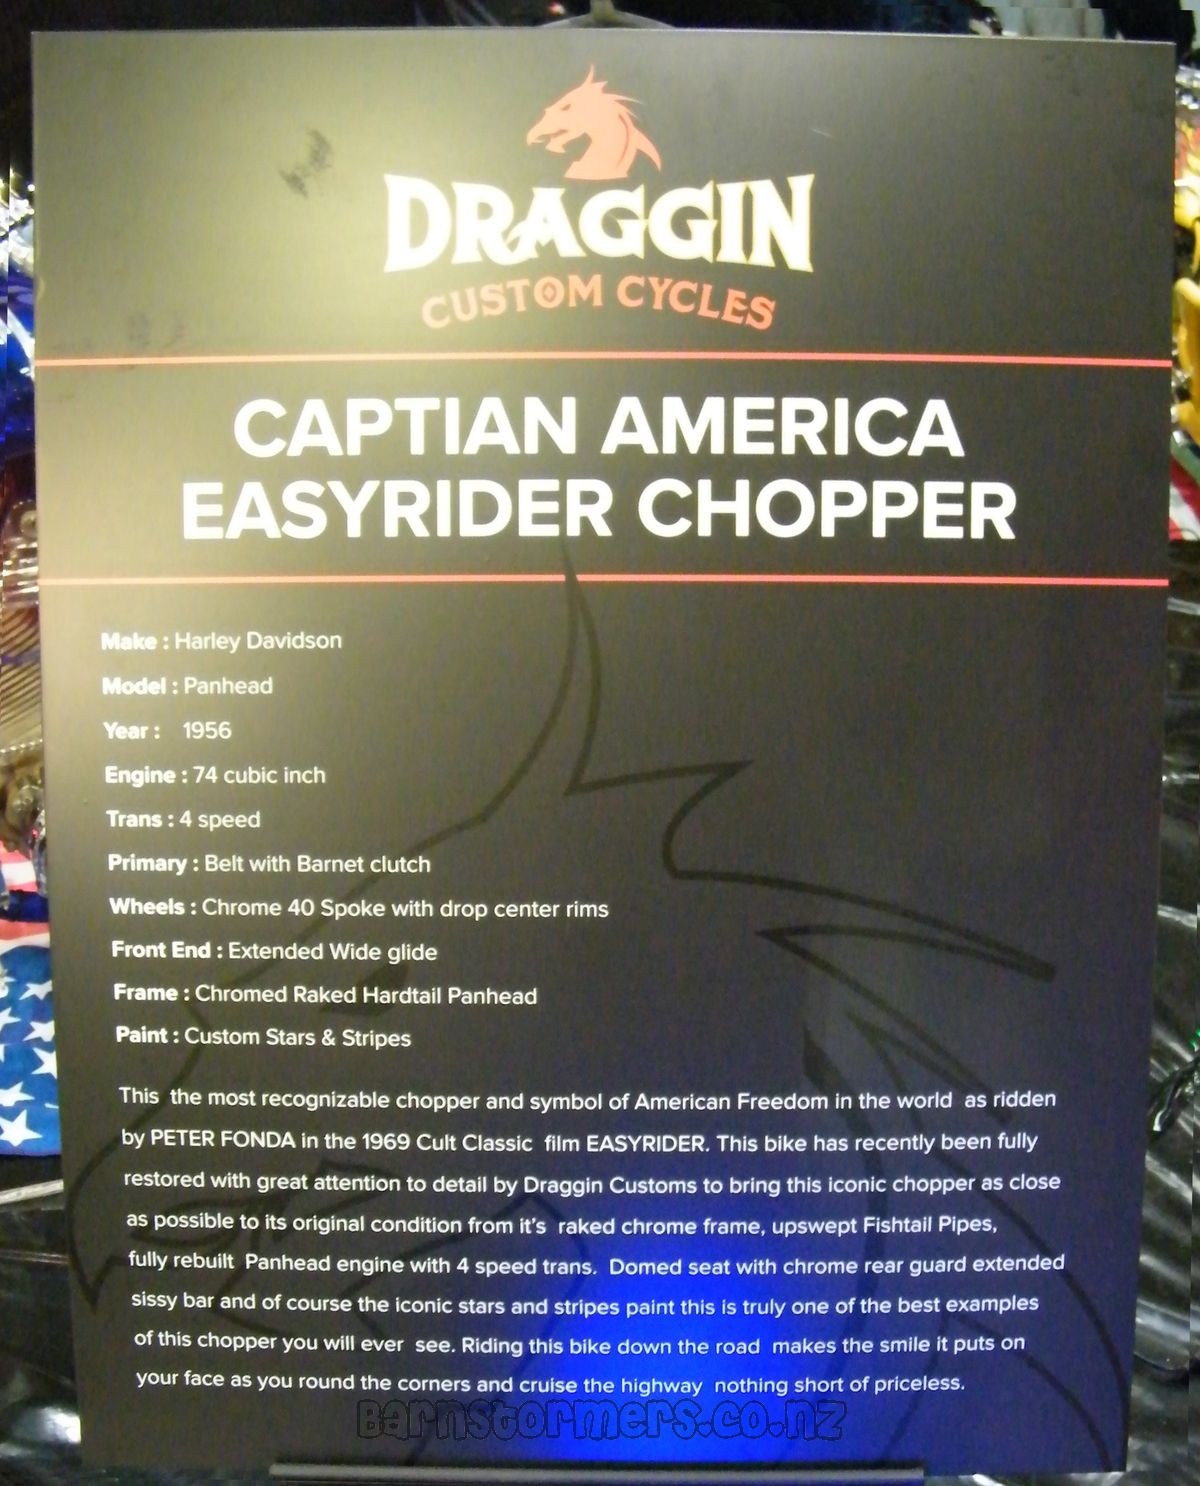 DRAGGIN
CUSTOM CYCLES
CAPTIAN AMERICA
EASYRIDER CHOPPER
Make : Harley Davidson
Model : Panhead
Year : 1956
Engine : 74 cubic inch
Trans : 4 speed
Primary : Belt with Barnet clutch
Wheels : Chrome 40 Spoke with drop center rims
Front End : Extended Wide glide
Frame : Chromed Raked Hardtail Panhead
Paint : Custom Stars & Stripes
This the most recognizable chopper and symbol of American Freedom in the world as ridden
by PETER FONDA in the 1969 Cult Classic film EASYRIDER. This bike has recently been fully
restored with great attention to detail by Draggin Customs to bring this iconic chopper as close
as possible to its original condition from it's raked chrome frame, upswept Fishtail Pipes,
fully rebuilt Panhead engine with 4 speed trans. Domed seat with chrome rear guard extended
sissy bar and of course the iconic stars and stripes paint this is truly one of the best examples
of this chopper you will ever see. Riding this bike down the road makes the smile it puts on
your face as you round the corners and cruise the highway nothing short of priceless.
Barnstormers.co.nz